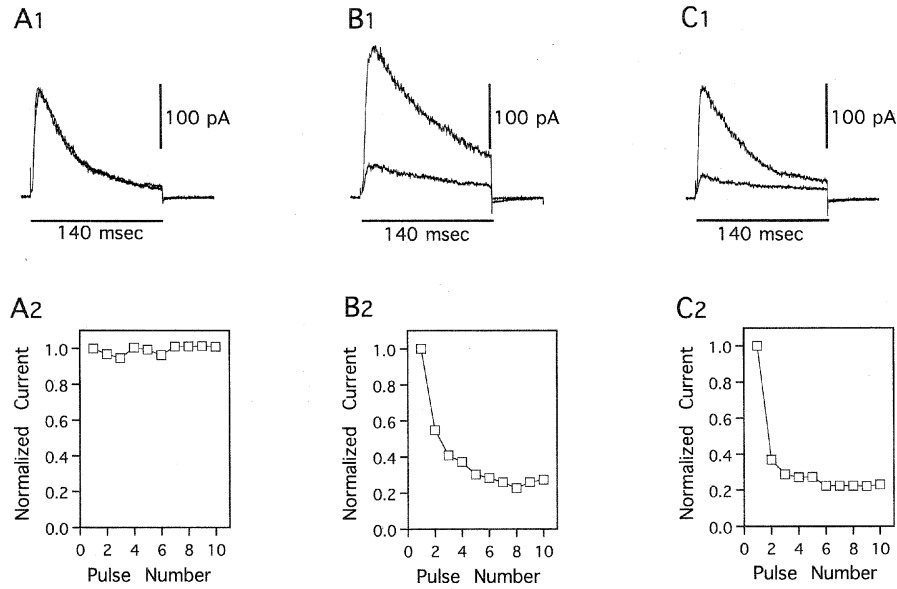 A1
B1
C1
100 pA
100 pA
100 pA
140 msec
140 msec
140 msec
A2
B2
C2
Normalized Current
1.0
0.8
0.6
0.4
0.2
0.0
0 2 4 6 8 10
Pulse Number
Normalized Current
1.0
0.8
0.6
0.4
0.2
0.0
0 2 4 6 8 10
Pulse Number
Normalized Current
1.0
0.8
0.6
0.4
0.2
0.0
0 2 4 6 8 10
Pulse Number